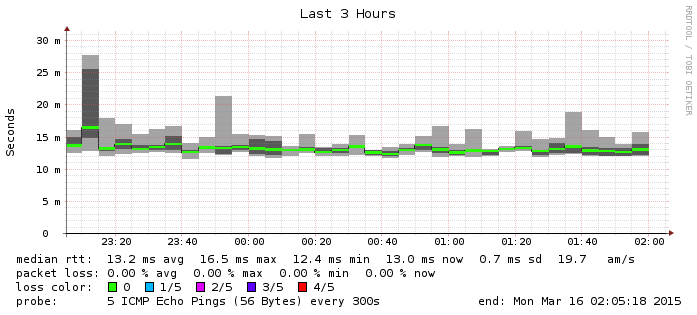 Last 3 Hours
RRDTOOL / TOBI OETIKER
Seconds
30 m
25 m
20 m
15 m
10 m
5 m
0
23:20 23:40 00:00 00:20 00:40 01:00 01:20 01:40 02:00
median rtt: 13.2 ms avg 16.5 ms max 12.4 ms min 13.0 ms now 0.7 ms sd 19.7 am/s
packet loss: 0.00 % avg 0.00 % max 0.00 % min 0.00 % now
loss color: 0 1/5 2/5 3/5 4/5
probe: 5 ICMP Echo Pings (56 Bytes) every 300s end: Mon Mar 16 02:05:18 2015